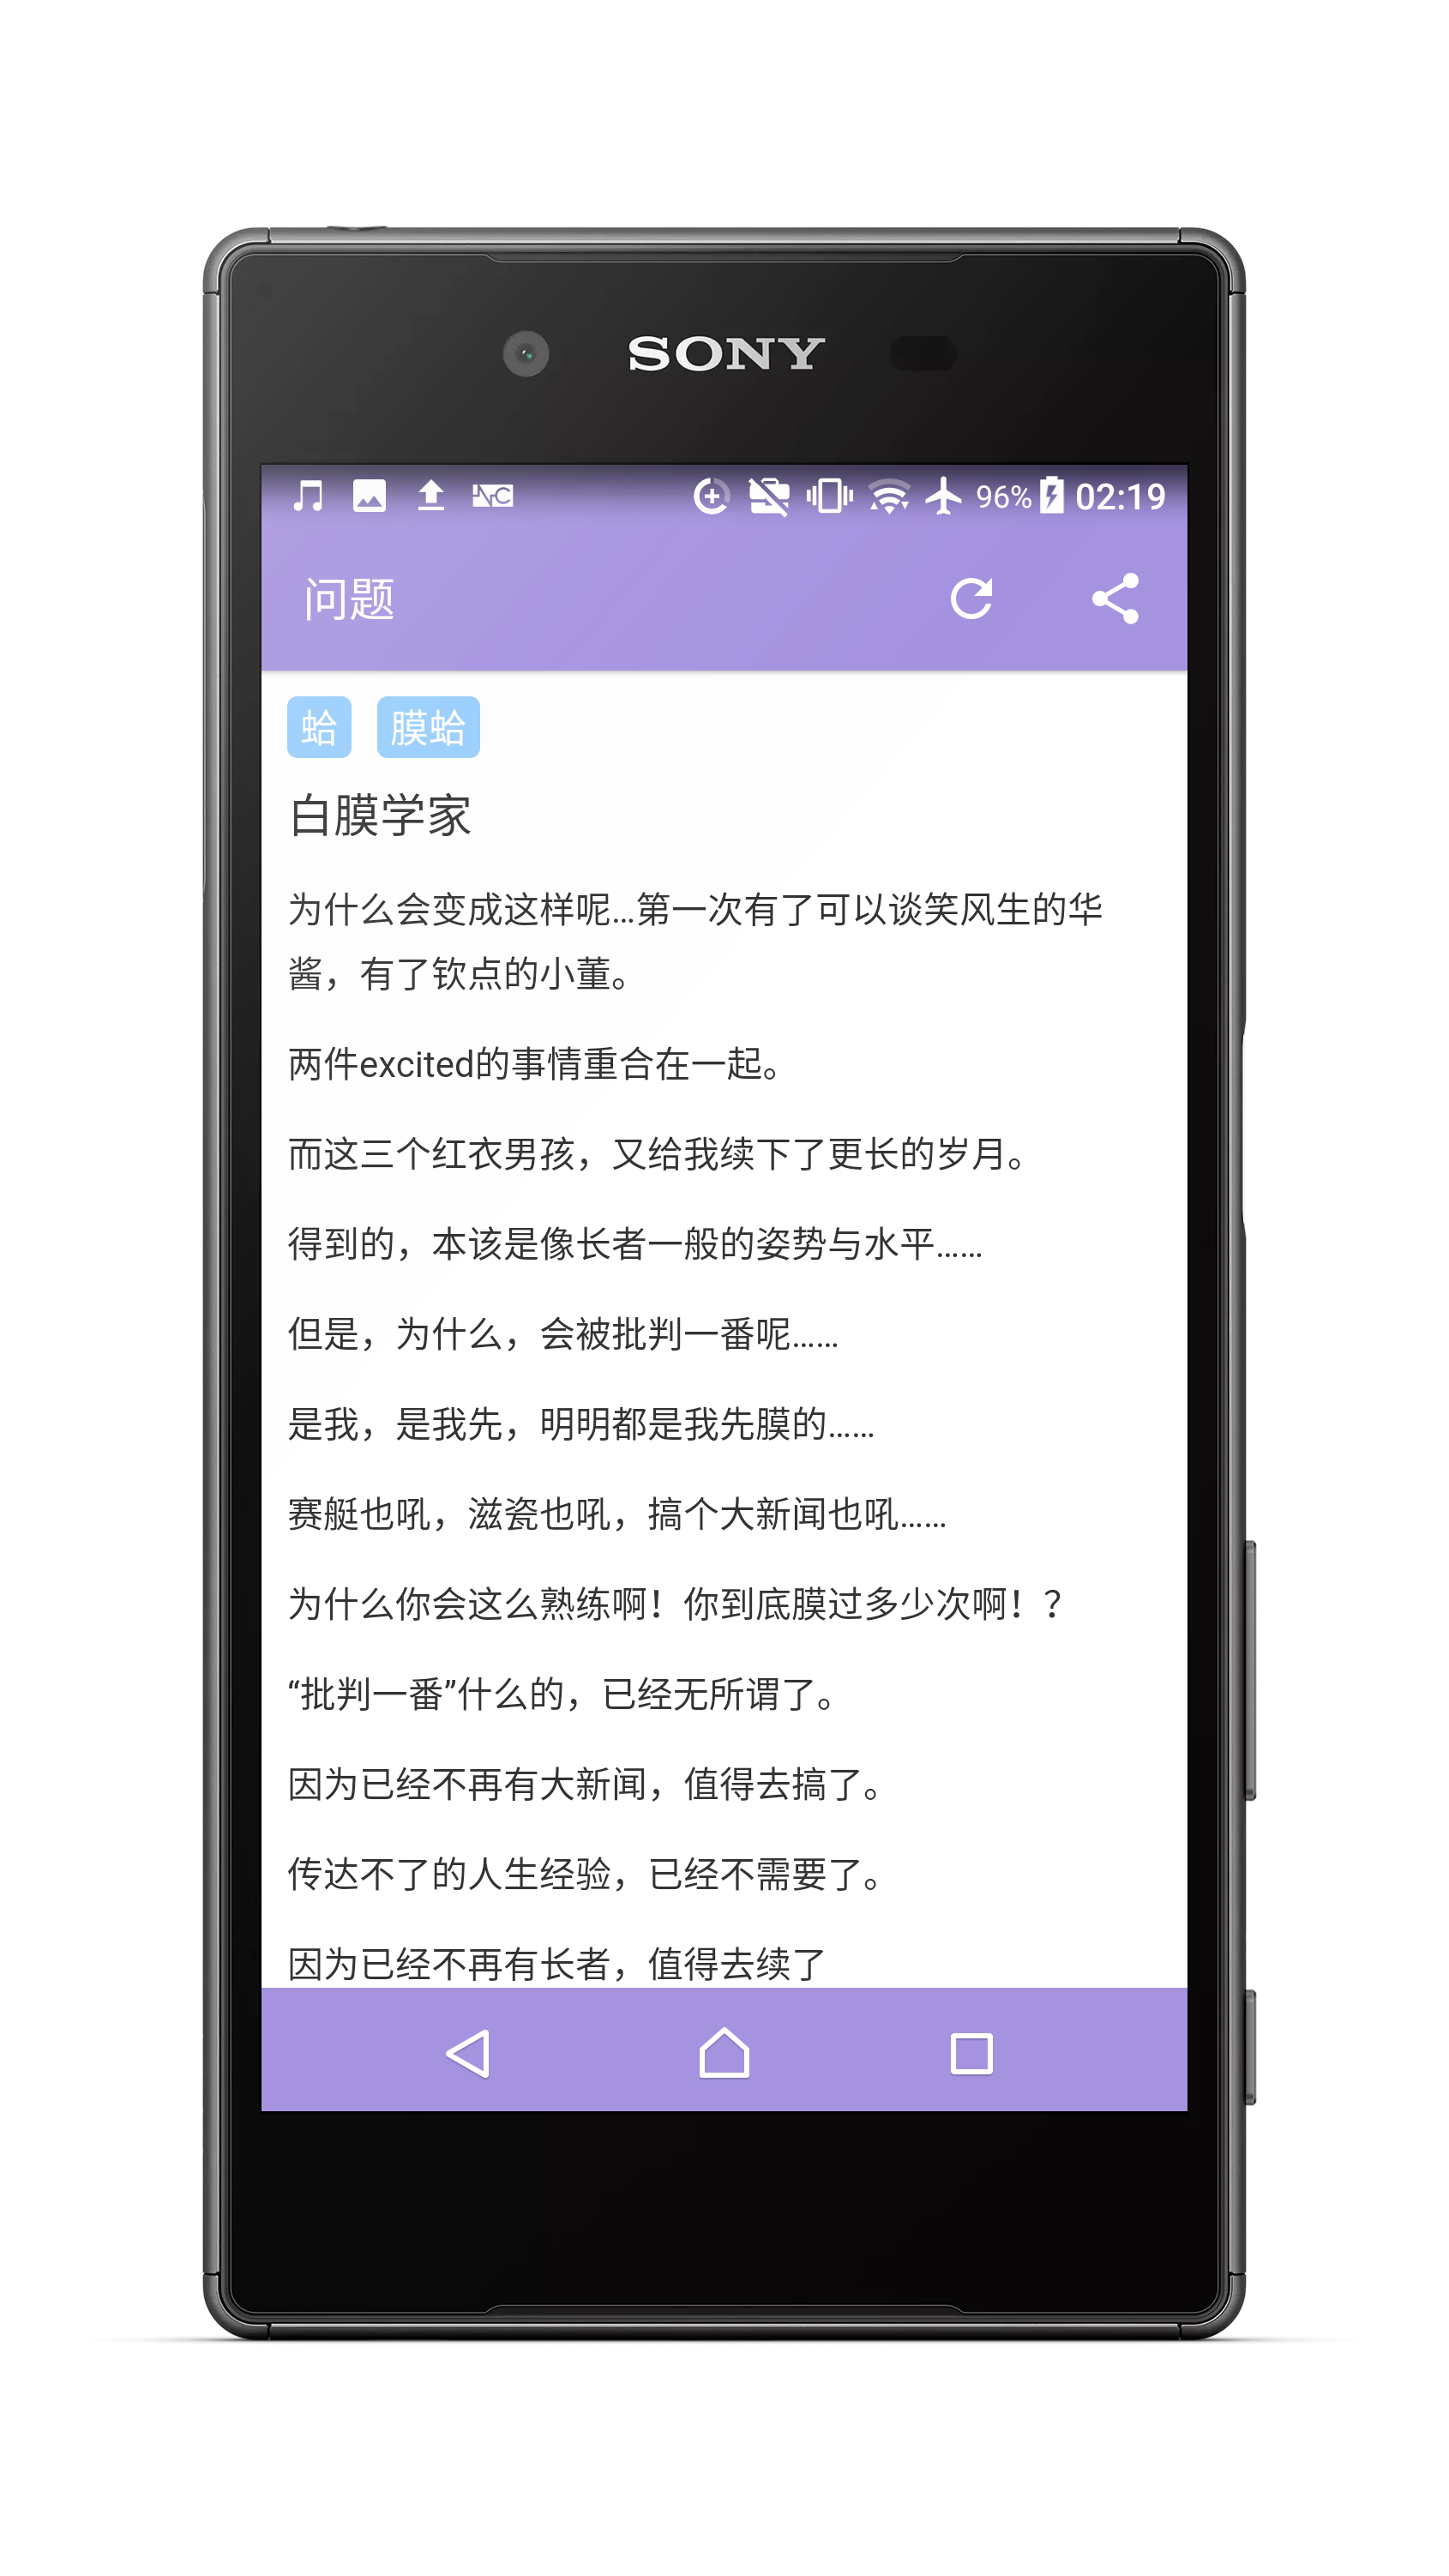 SONY
96% 02:19
问题
蛤 膜蛤
白膜学家
为什么会变成这样呢...第一次有了可以谈笑风生的华
酱，有了钦点的小董。
两件excited的事情重合在一起。
而这三个红衣男孩，又给我续下了更长的岁月。
得到的，本该是像长者一般的姿势与水平......
但是，为什么，会被批判一番呢......
是我，是我先，明明都是我先膜的......
赛艇也吼，滋瓷也吼，搞个大新闻也吼......
为什么你会这么熟练啊！你到底膜过多少次啊！？
“批判一番”什么的，已经无所谓了。
因为已经不再有大新闻，值得去搞了。
传达不了的人生经验，已经不需要了。
因为已经不再有长者，值得去续了